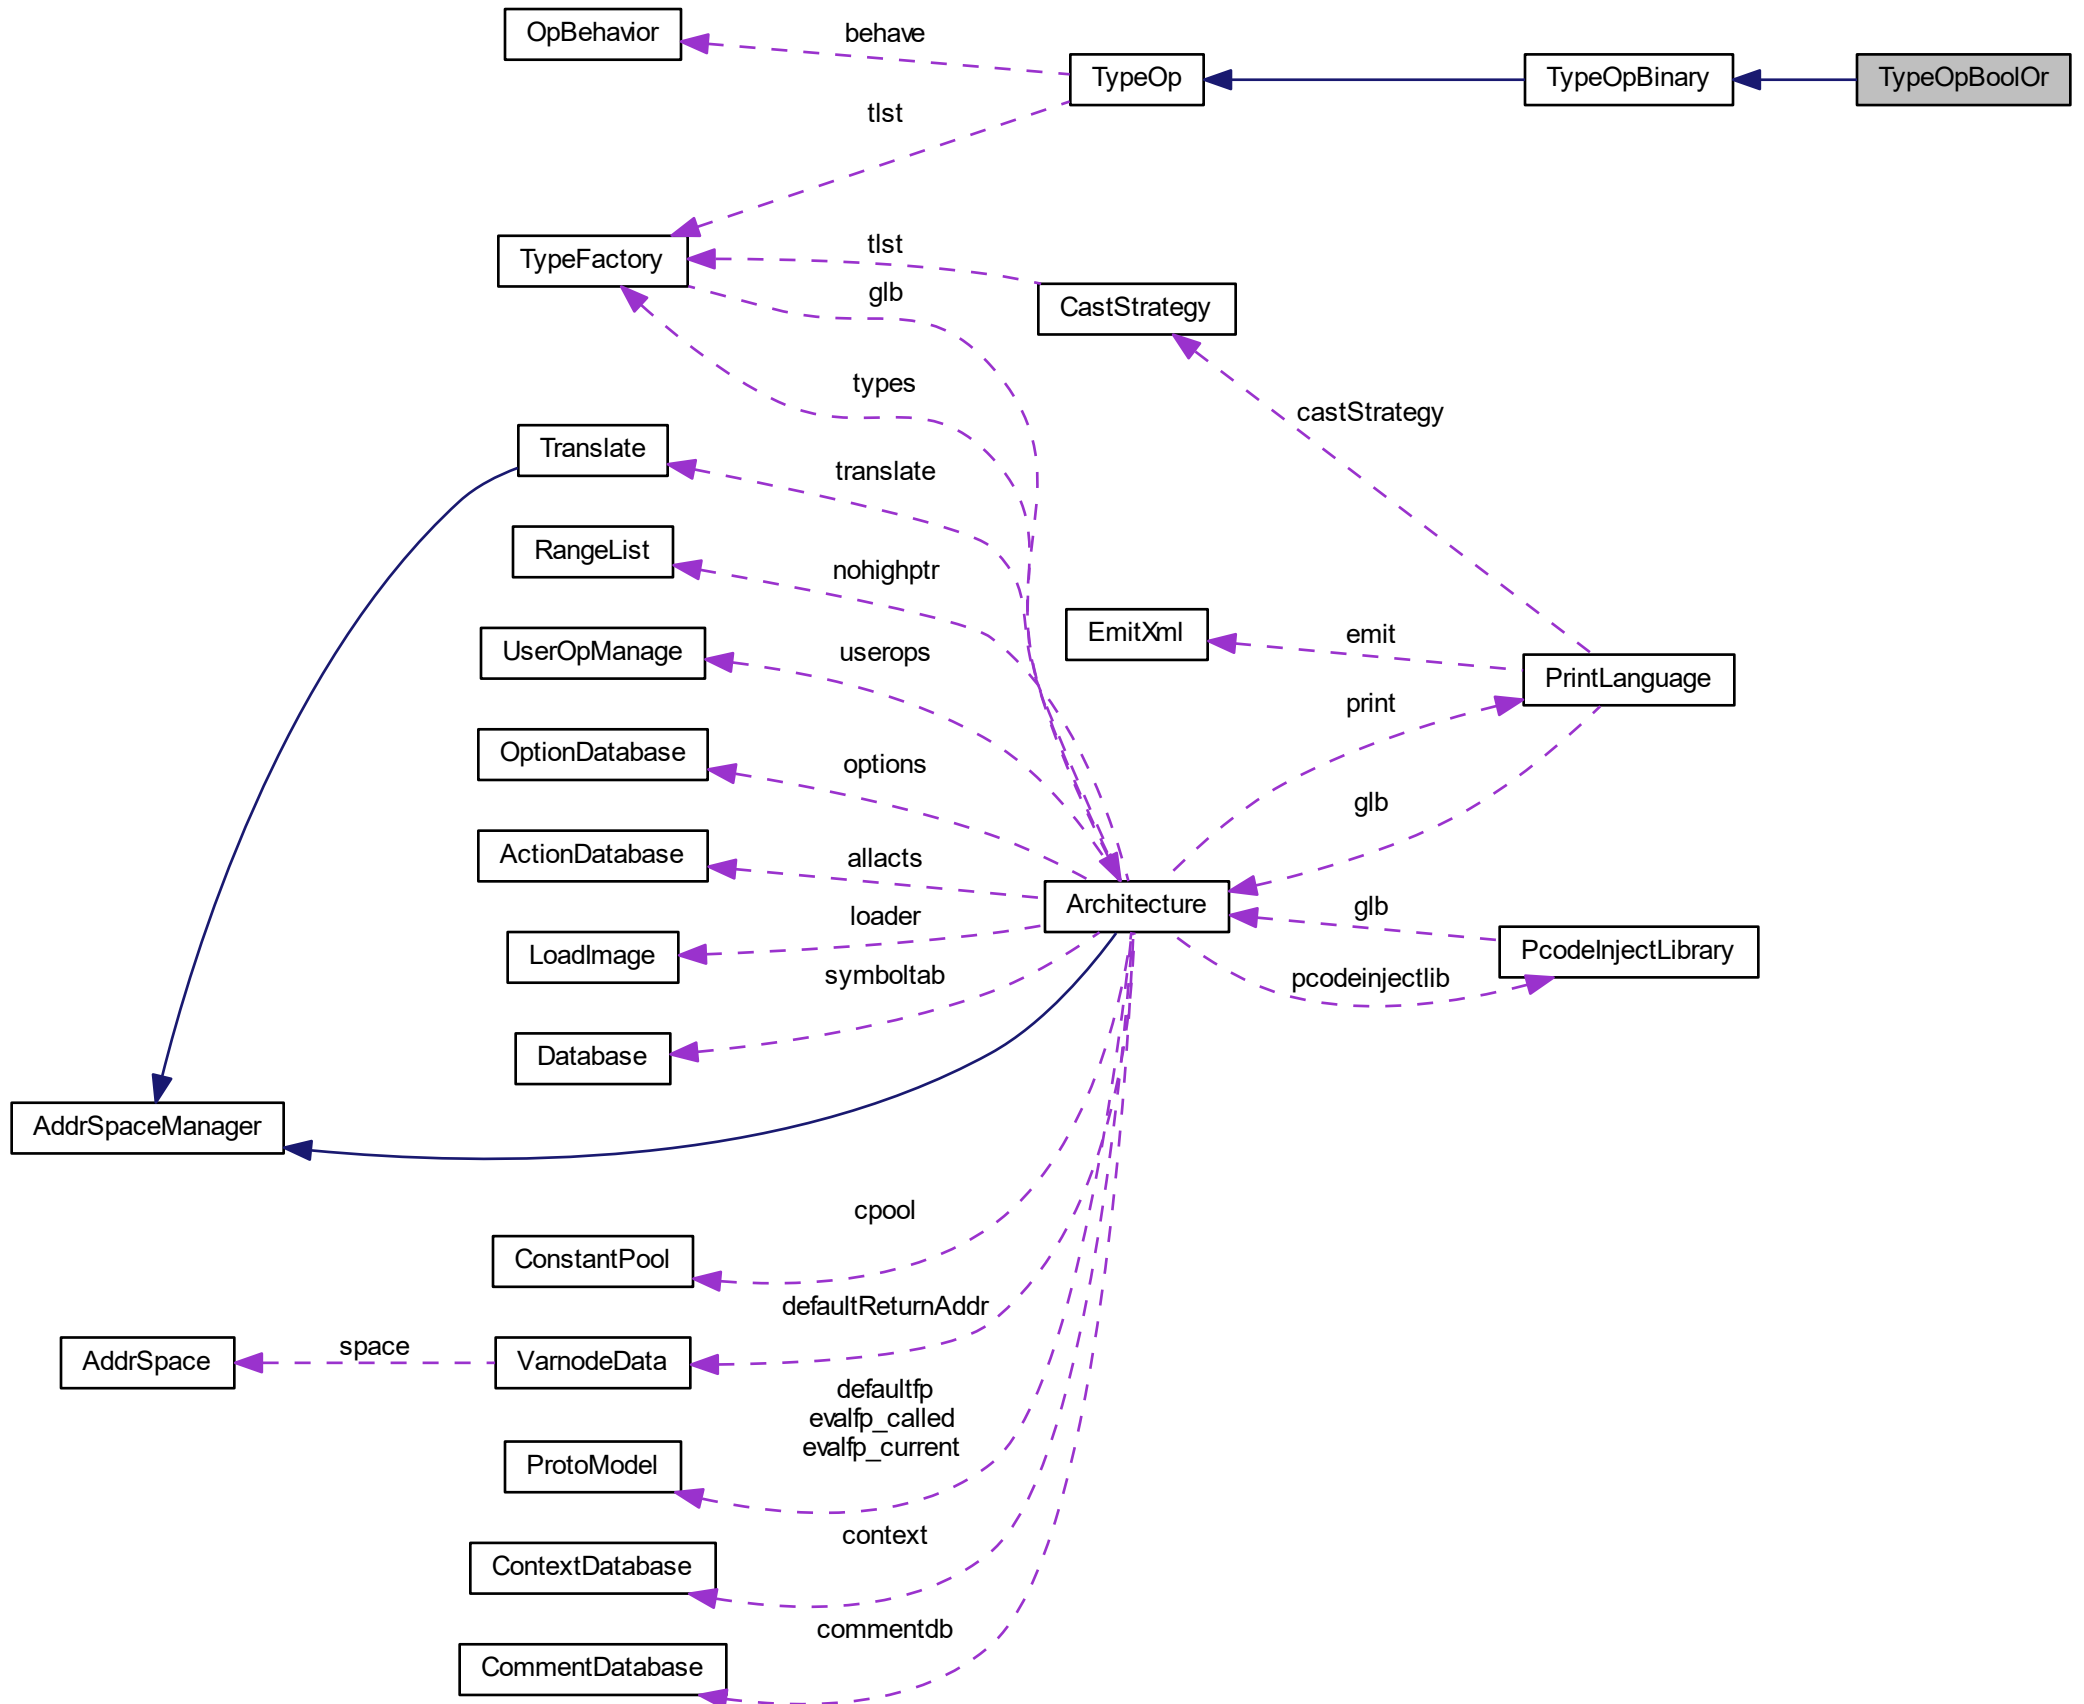 OpBehavior
behave
TypeOp
TypeOpBinary
TypeOpBoolOr
tlst
TypeFactory
tlst
glb
CastStrategy
types
castStrategy
Translate
translate
RangeList
nohighptr
EmitXml
emit
UserOpManage
userops
PrintLanguage
print
OptionDatabase
options
glb
ActionDatabase
allacts
Architecture
glb
LoadImage
loader
PcodeInjectLibrary
symboltab
pcodeinjectlib
Database
AddrSpaceManager
cpool
ConstantPool
defaultReturnAddr
AddrSpace
space
VarnodeData
defaultfp
evalfp_called
evalfp_current
ProtoModel
context
ContextDatabase
commentdb
CommentDatabase